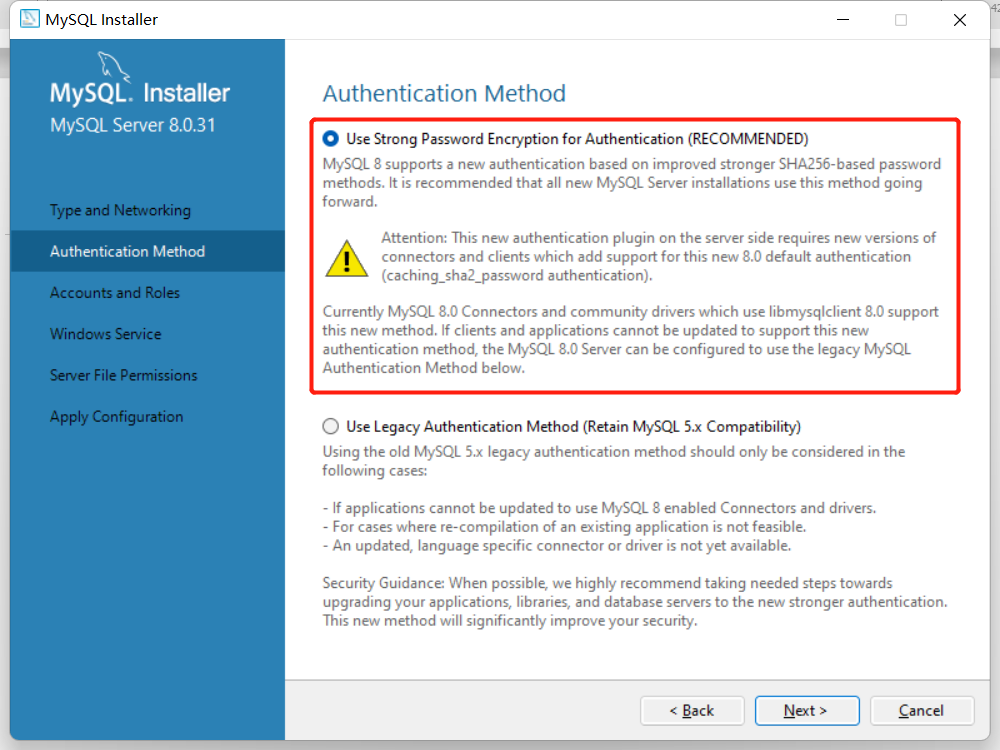 MySQL Installer
MySQL. Installer
MySQL Server 8.0.31
Type and Networking
Authentication Method
Accounts and Roles
Windows Service
Server File Permissions
Apply Configuration
Authentication Method
Use Strong Password Encryption for Authentication (RECOMMENDED)
MySQL 8 supports a new authentication based on improved stronger SHA256-based password
methods. It is recommended that all new MySQL Server installations use this method going
forward.
Attention: This new authentication plugin on the server side requires new versions of
connectors and clients which add support for this new 8.0 default authentication
(caching_sha2_password authentication).
Currently MySQL 8.0 Connectors and community drivers which use libmysqlclient 8.0 support
this new method. If clients and applications cannot be updated to support this new
authentication method, the MySQL 8.0 Server can be configured to use the legacy MySQL
Authentication Method below.
Use Legacy Authentication Method (Retain MySQL 5.x Compatibility)
Using the old MySQL 5.x legacy authentication method should only be considered in the
following cases:
- If applications cannot be updated to use MySQL 8 enabled Connectors and drivers.
- For cases where re-compilation of an existing application is not feasible.
- An updated, language specific connector or driver is not yet available.
Security Guidance: When possible, we highly recommend taking needed steps towards
upgrading your applications, libraries, and database servers to the new stronger authentication.
This new method will significantly improve your security.
< Back
Next >
Cancel